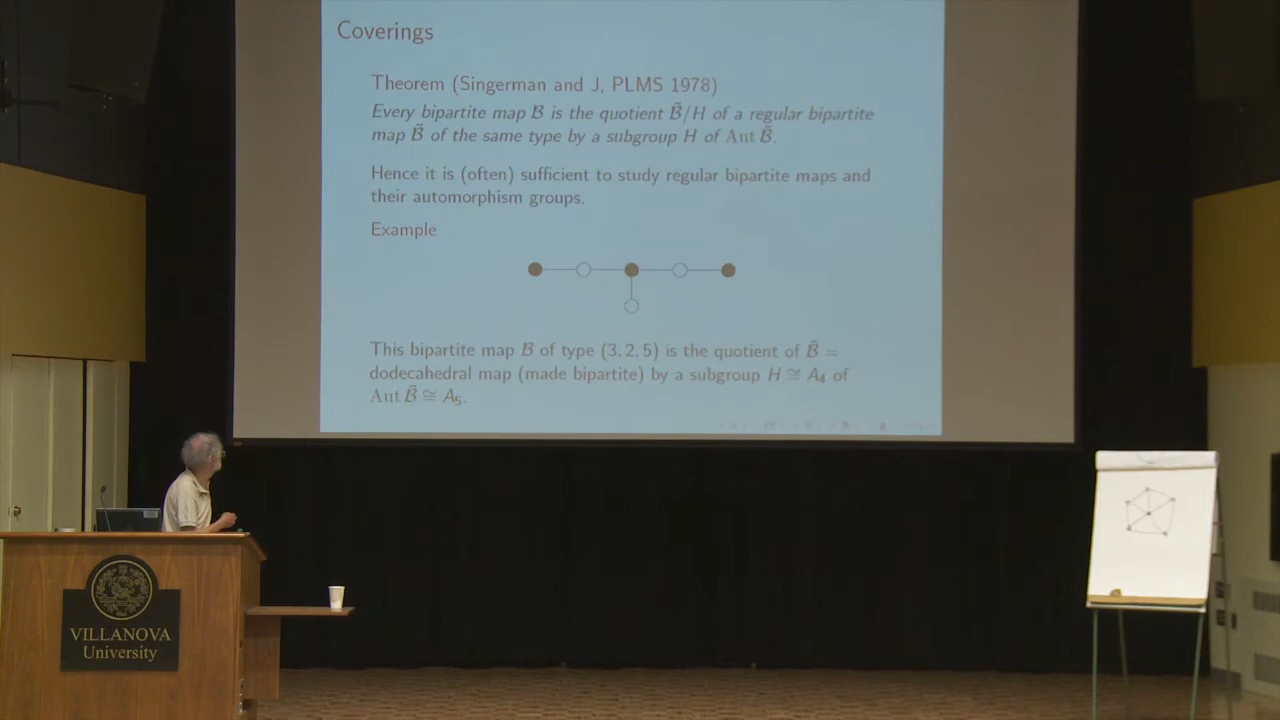 Coverings
Theorem (Singerman and J, PLMS 1978)
Every bipartite map B is the quotient B̃/H of a regular bipartite
map B̃ of the same type by a subgroup H of Aut B̃.
Hence it is (often) sufficient to study regular bipartite maps and
their automorphism groups.
Example
This bipartite map B of type (3, 2, 5) is the quotient of B̃ =
dodecahedral map (made bipartite) by a subgroup H ≅ A₄ of
Aut B̃ ≅ A₅.
VILLANOVA
University